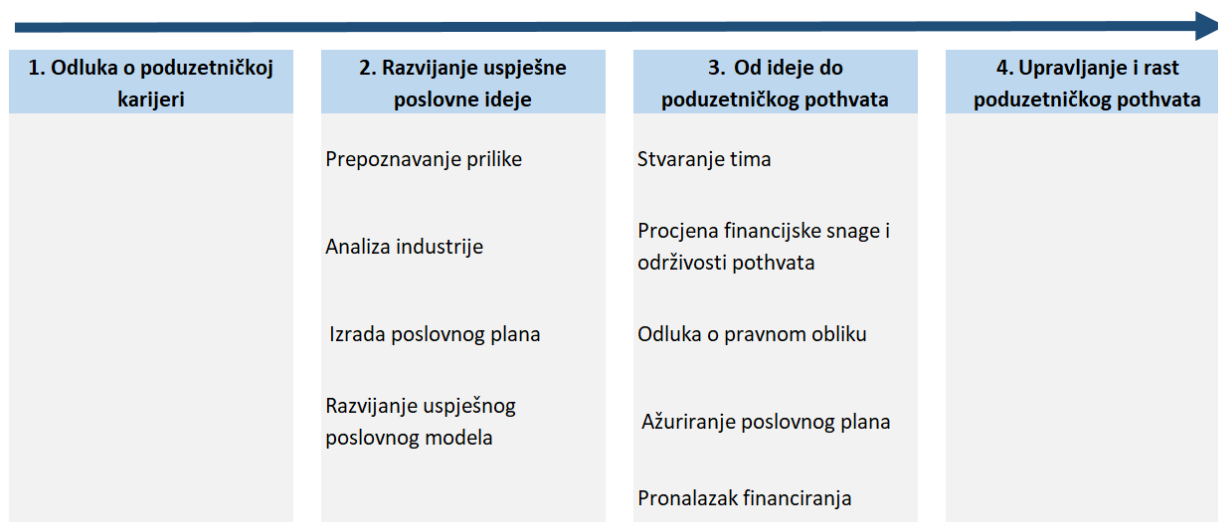 1. Odluka o poduzetničkoj
karijeri
2. Razvijanje uspješne
poslovne ideje
Prepoznavanje prilike
Analiza industrije
Izrada poslovnog plana
Razvijanje uspješnog
poslovnog modela
3. Od ideje do
poduzetničkog pothvata
Stvaranje tima
Procjena financijske snage i
održivosti pothvata
Odluka o pravnom obliku
Ažuriranje poslovnog plana
Pronalazak financiranja
4. Upravljanje i rast
poduzetničkog pothvata